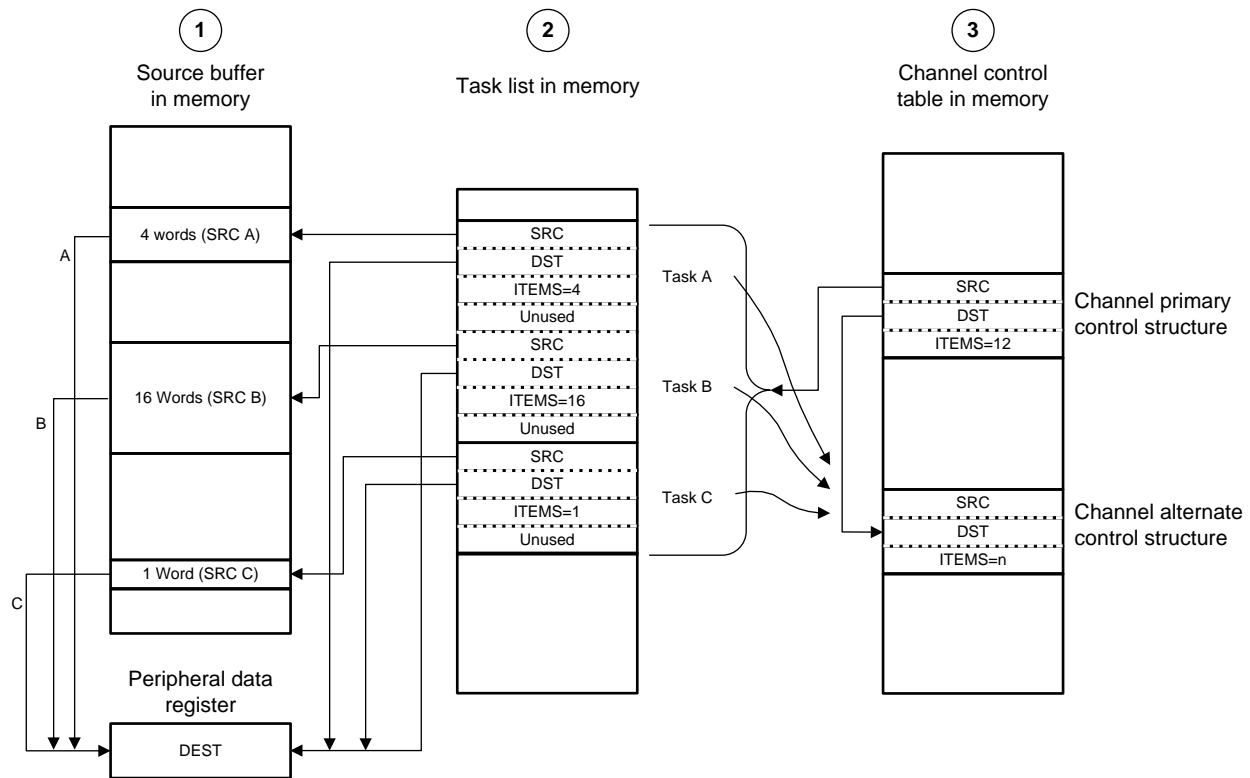 1
Source buffer
in memory
4 words (SRC A)
16 Words (SRC B)
1 Word (SRC C)
A
B
C
Peripheral data
register
DEST
2
Task list in memory
SRC
DST
ITEMS=4
Unused
SRC
DST
ITEMS=16
Unused
SRC
DST
ITEMS=1
Unused
Task A
Task B
Task C
3
Channel control
table in memory
SRC
DST
ITEMS=12
Channel primary
control structure
SRC
DST
ITEMS=n
Channel alternate
control structure